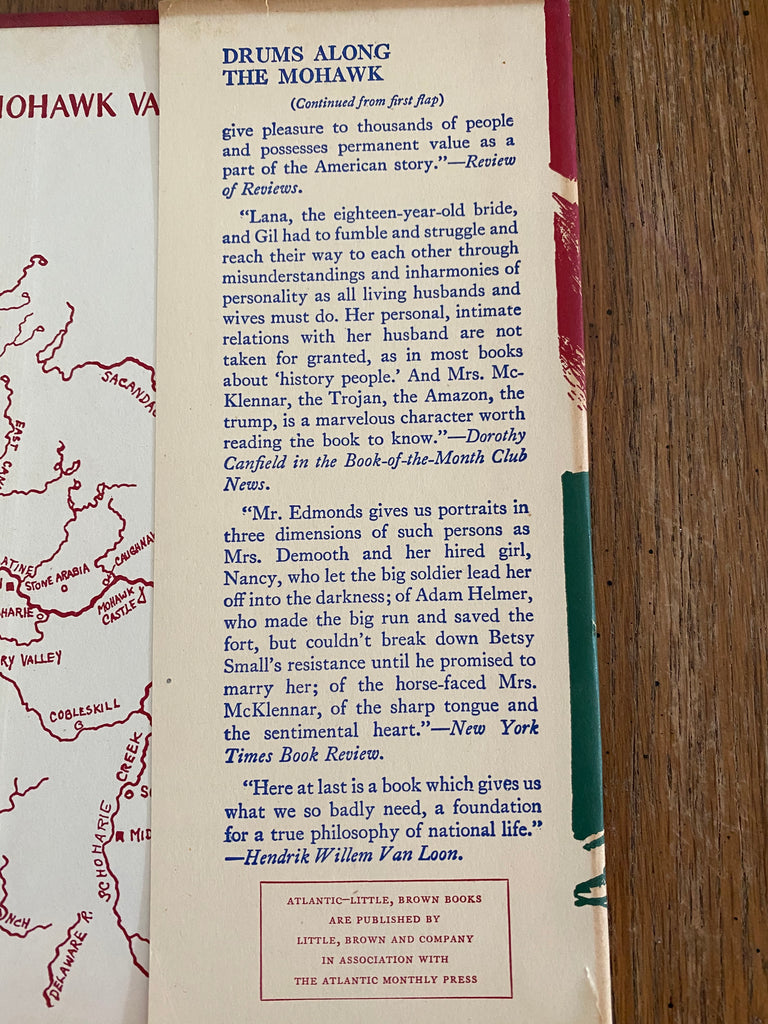 DRUMS ALONG
THE MOHAWK
(Continued from first flap)
give pleasure to thousands of people
and possesses permanent value as a
part of the American story."—Review
of Reviews.
"Lana, the eighteen-year-old bride,
and Gil had to fumble and struggle and
reach their way to each other through
misunderstandings and inharmonies of
personality as all living husbands and
wives must do. Her personal, intimate
relations with her husband are not
taken for granted, as in most books
about 'history people.' And Mrs. Mc-
Klennar, the Trojan, the Amazon, the
trump, is a marvelous character worth
reading the book to know."—Dorothy
Canfield in the Book-of-the-Month Club
News.
"Mr. Edmonds gives us portraits in
three dimensions of such persons as
Mrs. Demooth and her hired girl,
Nancy, who let the big soldier lead her
off into the darkness; of Adam Helmer,
who made the big run and saved the
fort, but couldn't break down Betsy
Small's resistance until he promised to
marry her; of the horse-faced Mrs.
McKlennar, of the sharp tongue and
the sentimental heart."—New York
Times Book Review.
"Here at last is a book which gives us
what we so badly need, a foundation
for a true philosophy of national life."
—Hendrik Willem Van Loon.
ATLANTIC—LITTLE, BROWN BOOKS
ARE PUBLISHED BY
LITTLE, BROWN AND COMPANY
IN ASSOCIATION WITH
THE ATLANTIC MONTHLY PRESS
MOHAWK VA
SACANDA
EAST CAN
ATINE
STONE ARABIA
CAUGHNA
HARIE
MOHAWK
CASTLE
RY VALLEY
COBLESKILL
SCHOHARIE CREEK
MID
NCH
DELAWARE R.